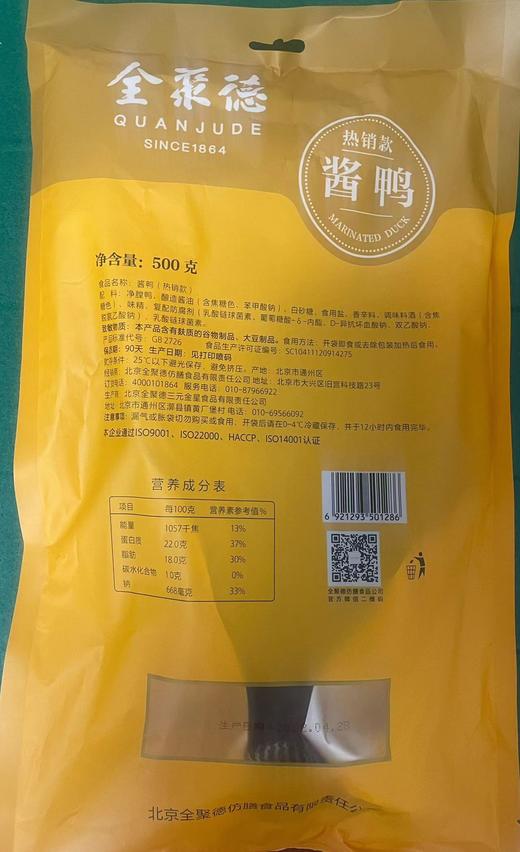 全聚德
QUANJUDE
SINCE1864
热销款
酱鸭
MARINATED DUCK
净含量：500克
食品名称：酱鸭（热销款）
配 料：净膛鸭、酿造酱油（含焦糖色、苯甲酸钠）、白砂糖、食用盐、香辛料、调味料酒（含焦
糖色）、味精、复配防腐剂（乳酸链球菌素、葡萄糖酸-δ-内酯、D-异抗坏血酸钠、双乙酸钠、
脱氢乙酸钠）、乳酸链球菌素。
致敏物质：本产品含有麸质的谷物制品、大豆制品。食用方法：开袋即食或去除包装加热后食用。
产品标准代号：GB 2726 食品生产许可证编号：SC10411120914275
保质期：90天 生产日期：见打印喷码
贮存条件：25℃以下避光保存，避免挤压。产地：北京市通州区
经销商：北京全聚德仿膳食品有限责任公司 地址：北京市大兴区旧宫科技路23号
订货电话：4000101864 服务电话：010-87966922
生产商：北京全聚德三元金星食品有限责任公司
地址：北京市通州区漷县镇黄厂堡村 电话：010-69566092
注意事项：漏气或胀袋切勿购买或食用，开袋后请在0~4℃冷藏保存，并于12小时内食用完毕。
本企业通过ISO9001、ISO22000、HACCP、ISO14001认证
营养成分表
项目 每100克 营养素参考值%
能量 1057千焦 13%
蛋白质 22.0克 37%
脂肪 18.0克 30%
碳水化合物 1.0克 0%
钠 668毫克 33%
6 921293 501286
全聚德仿膳食品公司
官方微信二维码
生产日期 2022.04.28
北京全聚德仿膳食品有限责任公